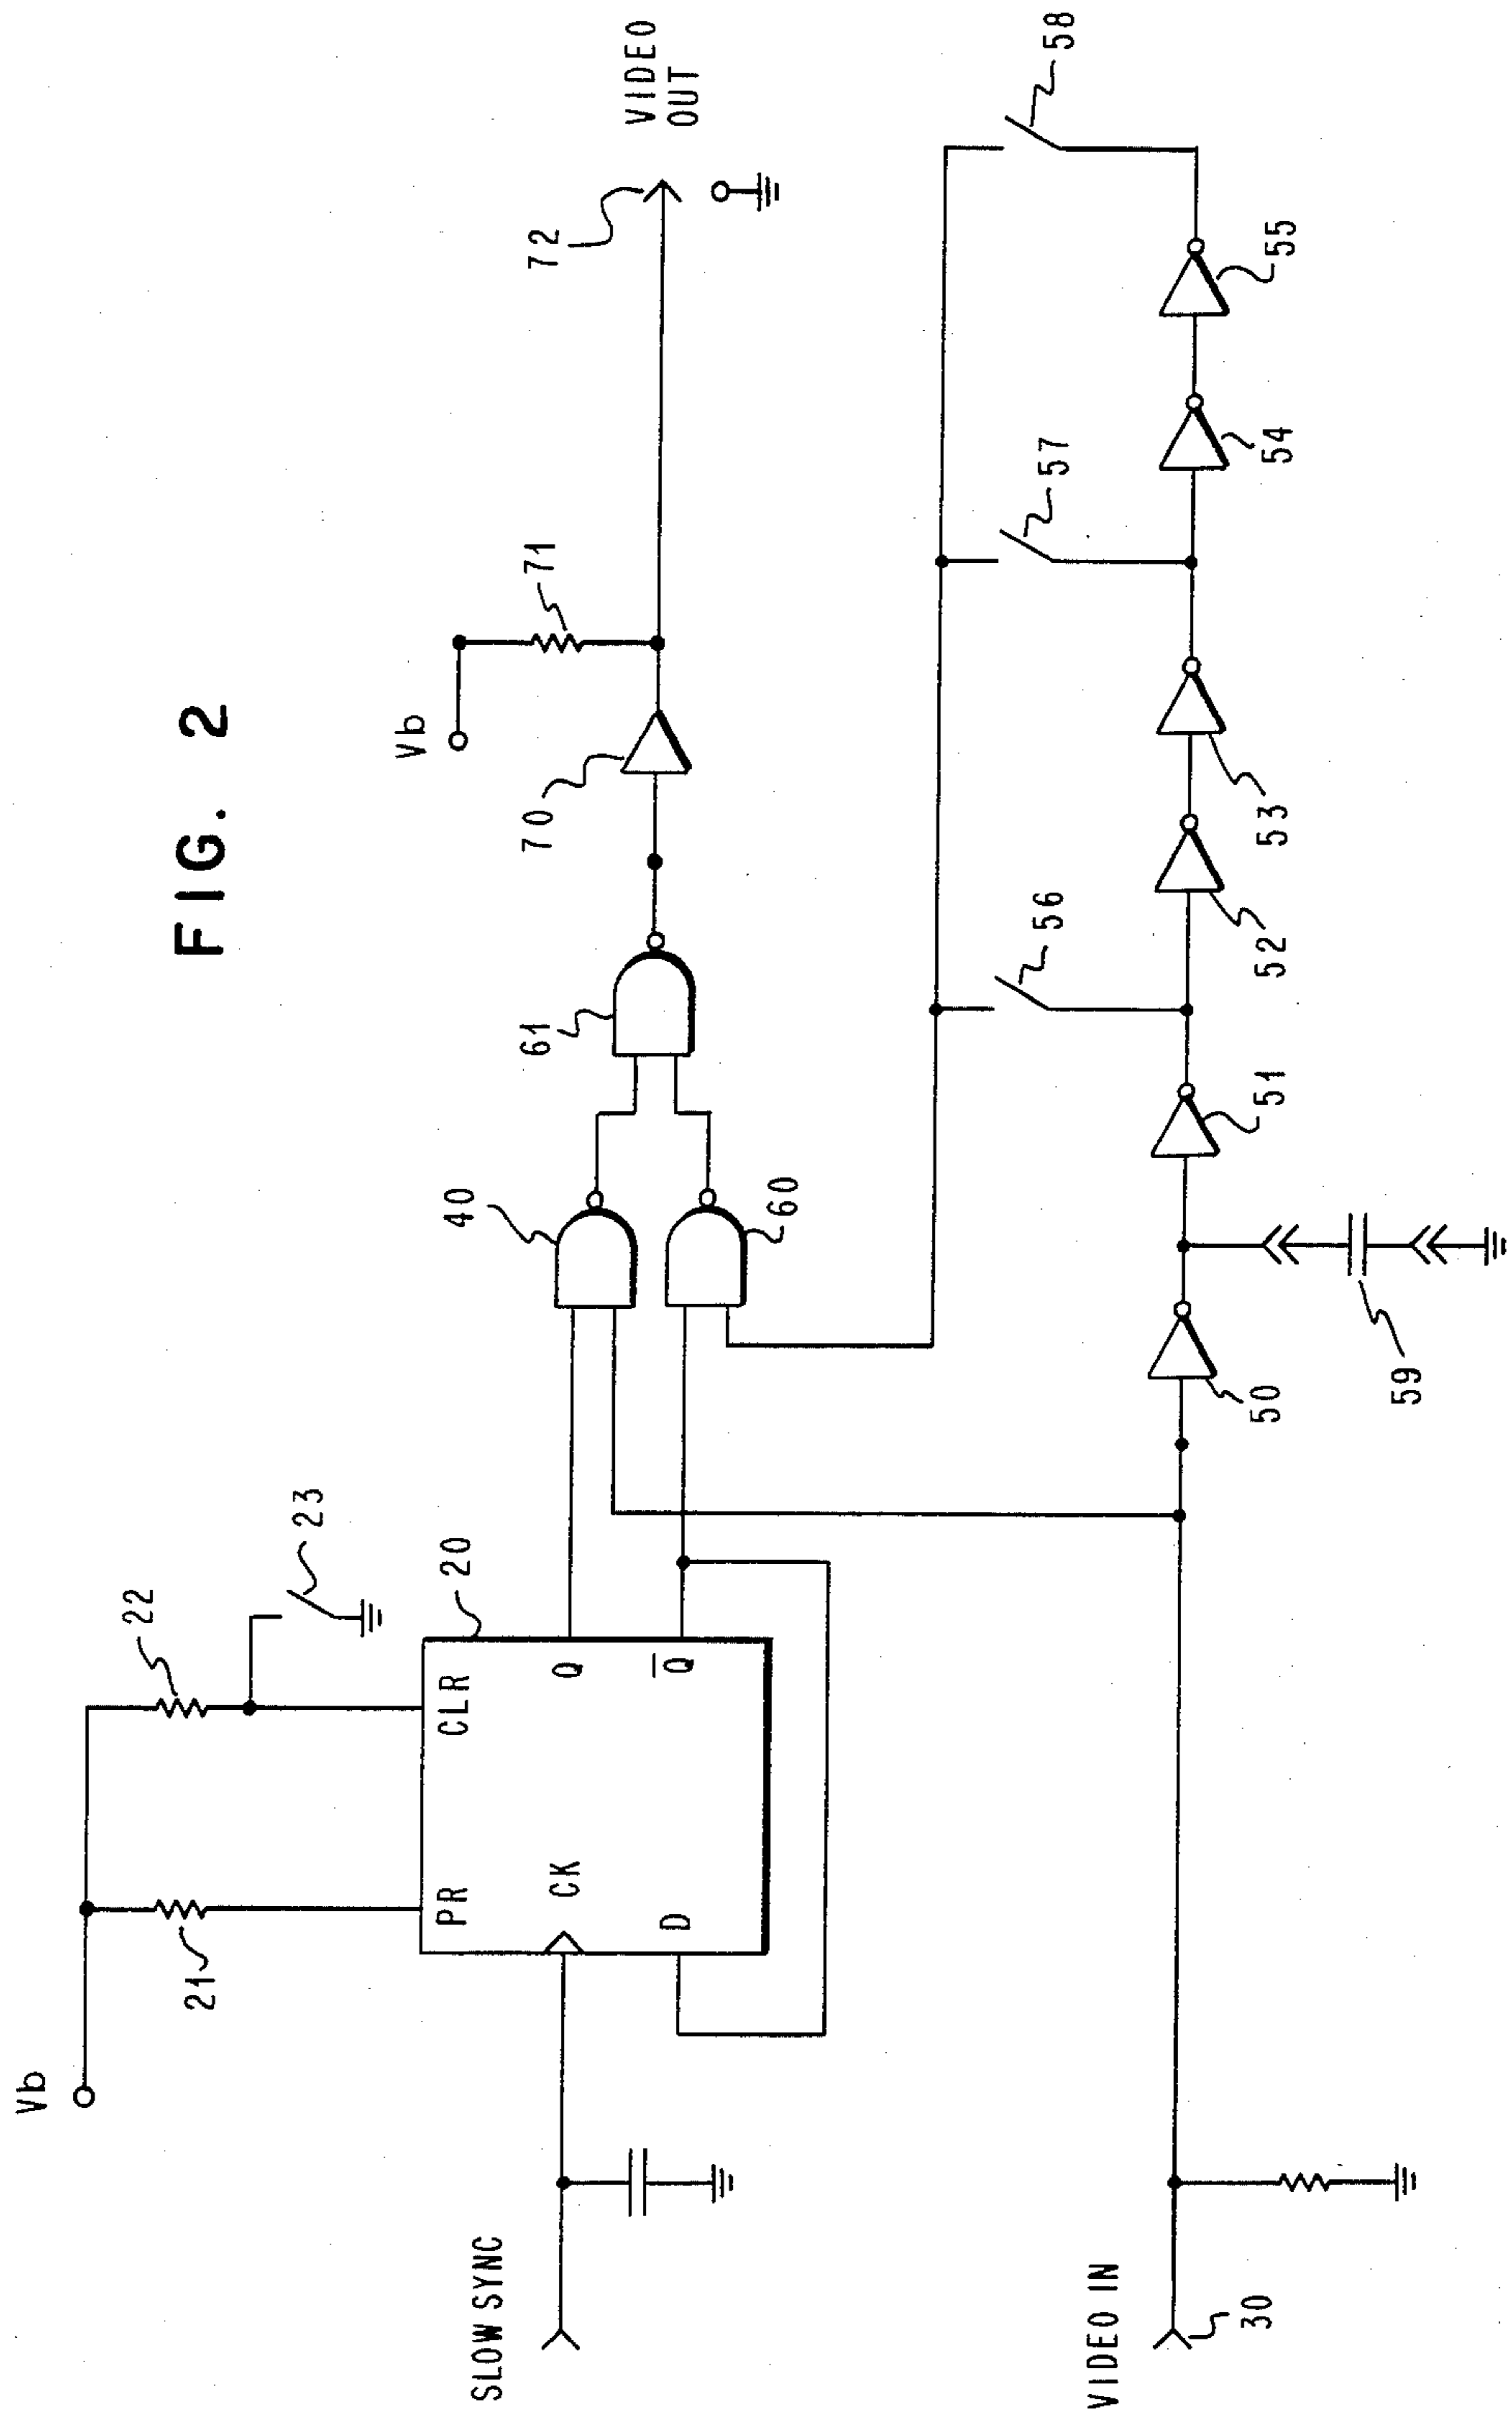 FIG. 2
Vb
21
22
23
PR
CLR
20
CK
Q
D
Q̅
SLOW SYNC
40
60
61
Vb
70
71
72
VIDEO
OUT
VIDEO IN
30
50
59
51
56
52
53
57
54
55
58